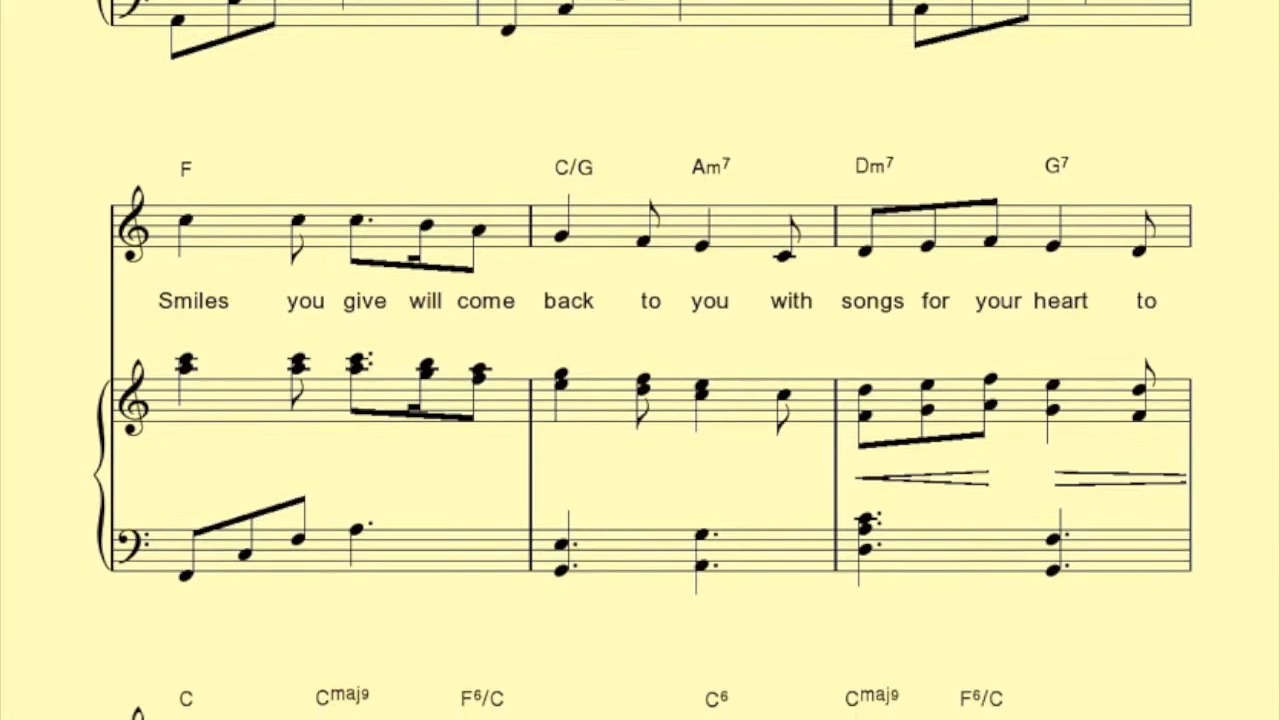 F C/G Am7 Dm7 G7
Smiles you give will come back to you with songs for your heart to
C Cmaj9 F6/C C6 Cmaj9 F6/C